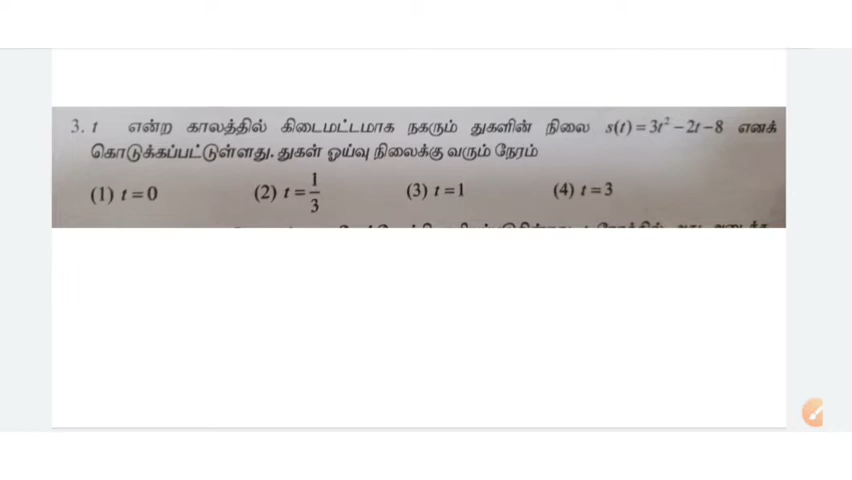 3. t என்ற காலத்தில் கிடைமட்டமாக நகரும் துகளின் நிலை s(t) = 3t² − 2t − 8 எனக்
கொடுக்கப்பட்டுள்ளது. துகள் ஓய்வு நிலைக்கு வரும் நேரம்
(1) t = 0 (2) t = 1/3 (3) t = 1 (4) t = 3